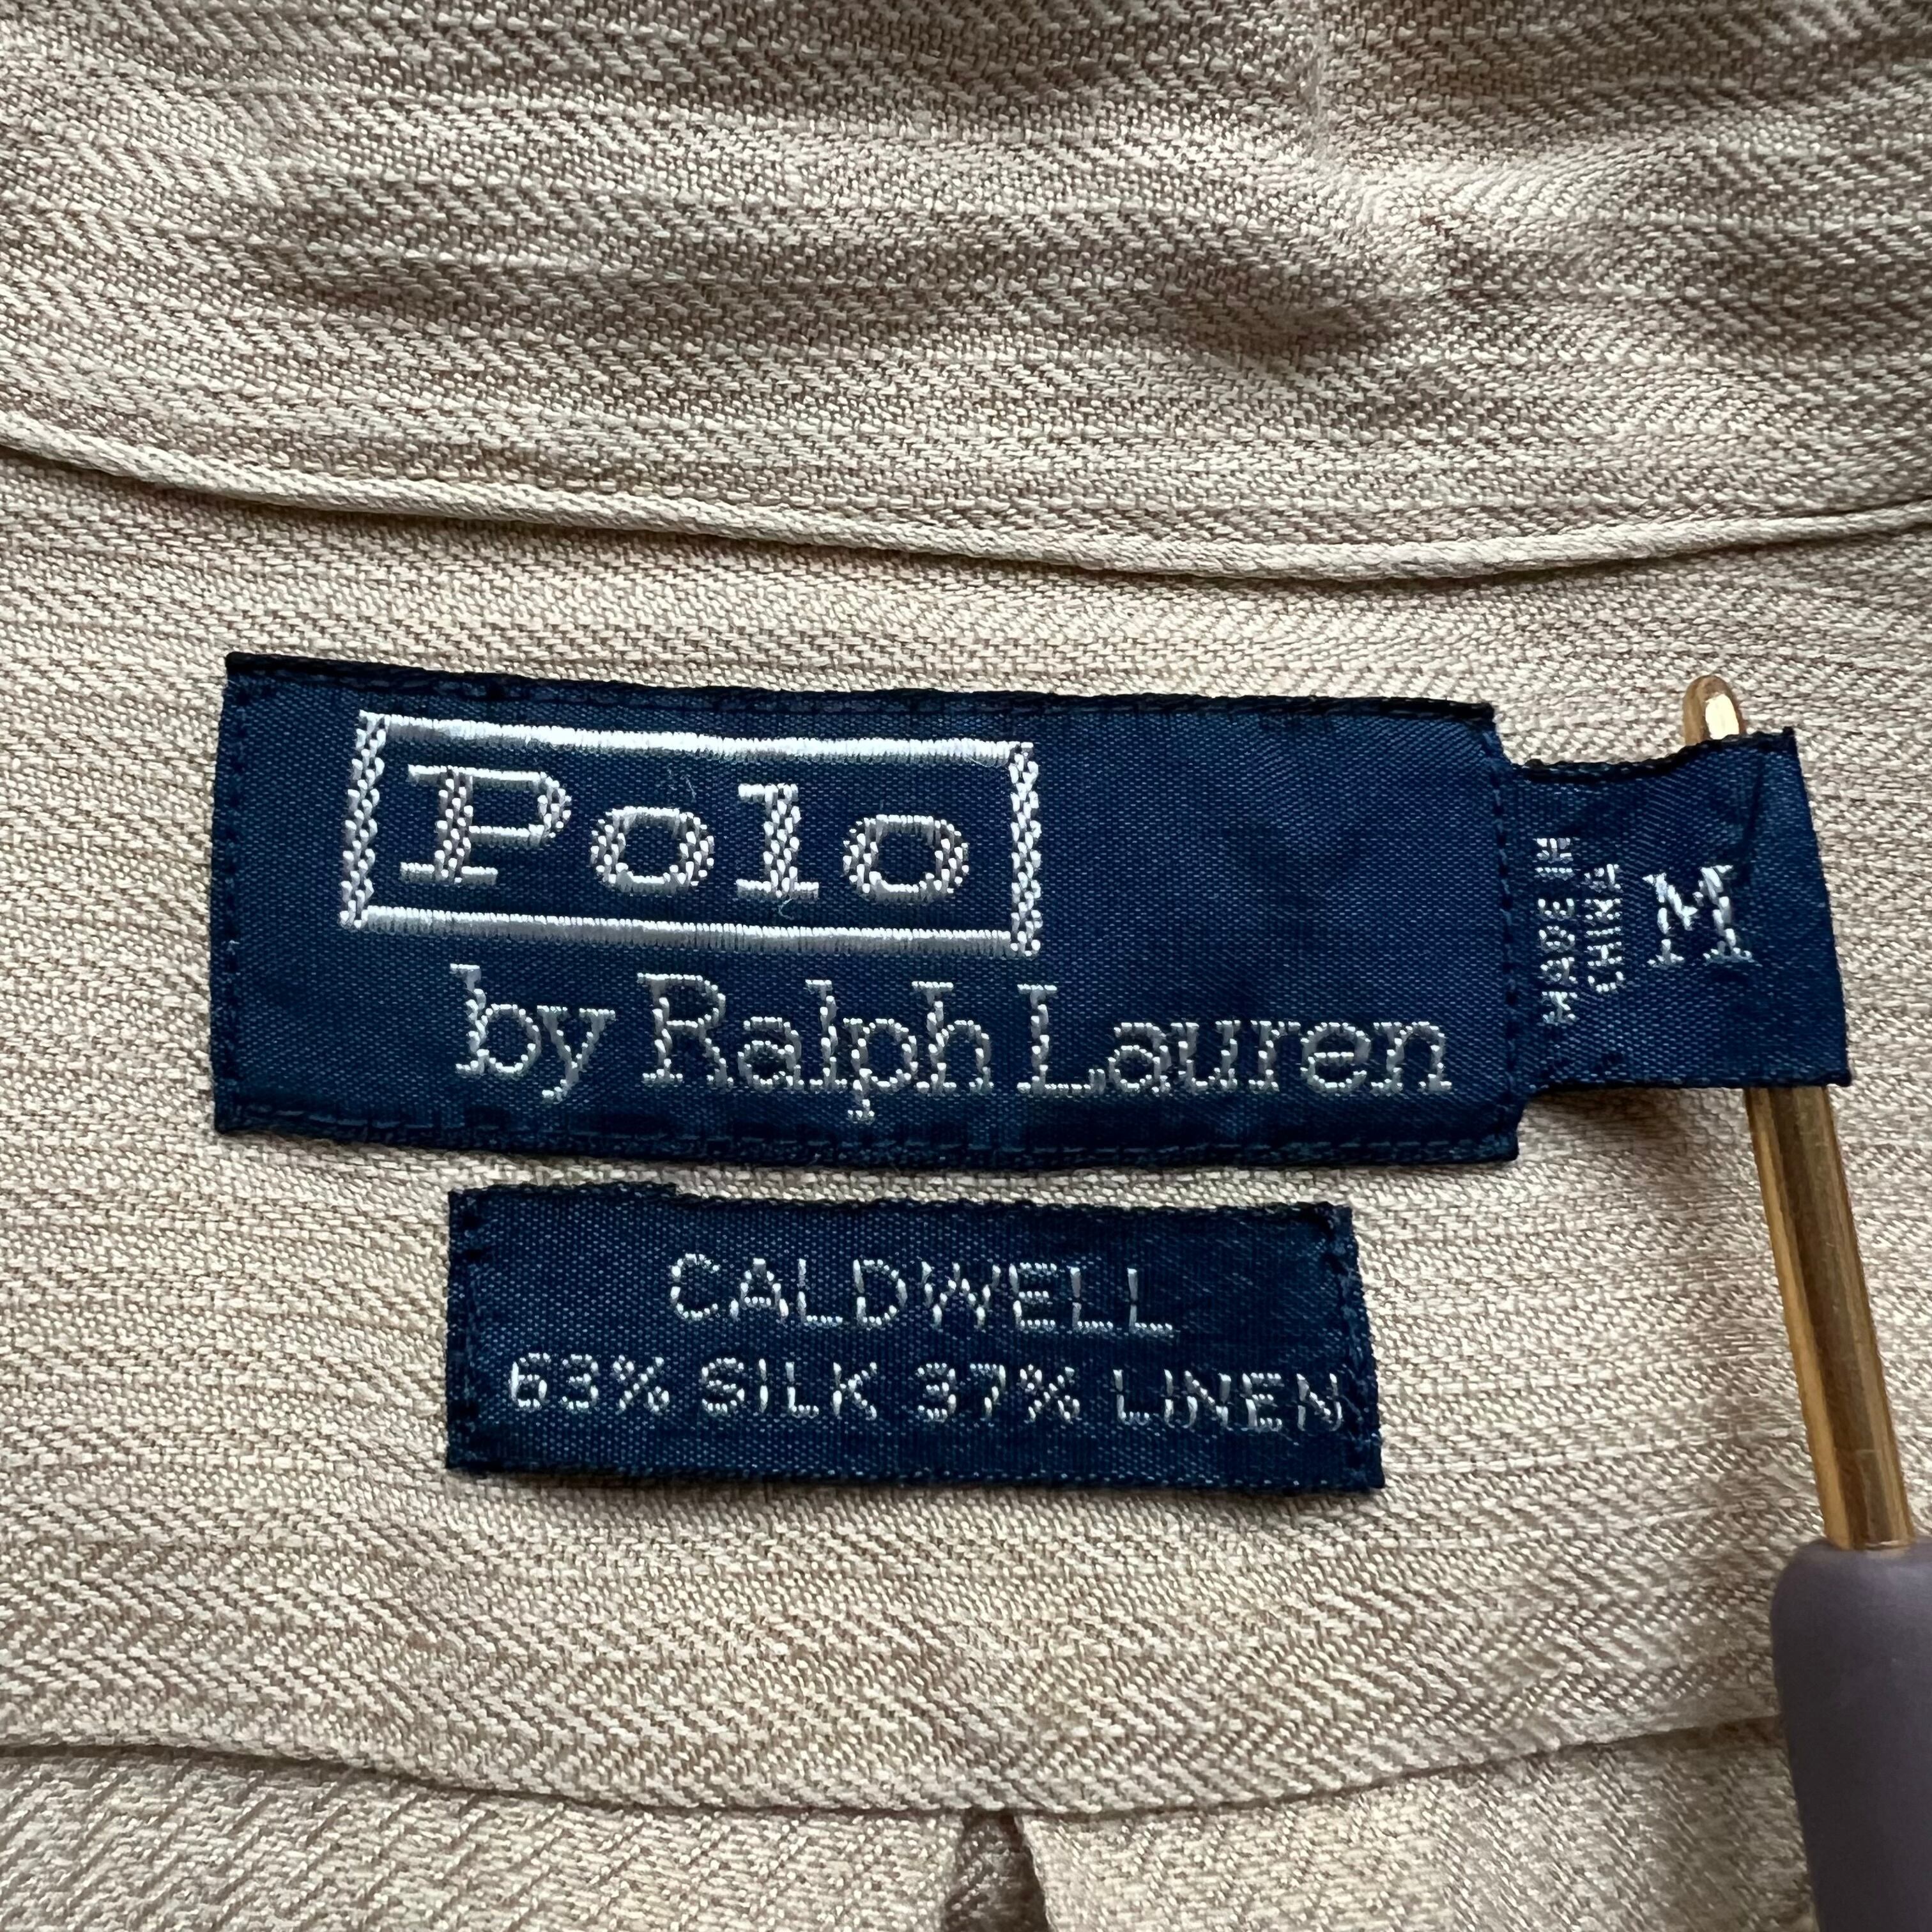 Polo
by Ralph Lauren
MADE IN
CHINA
M
CALDWELL
63% SILK 37% LINEN